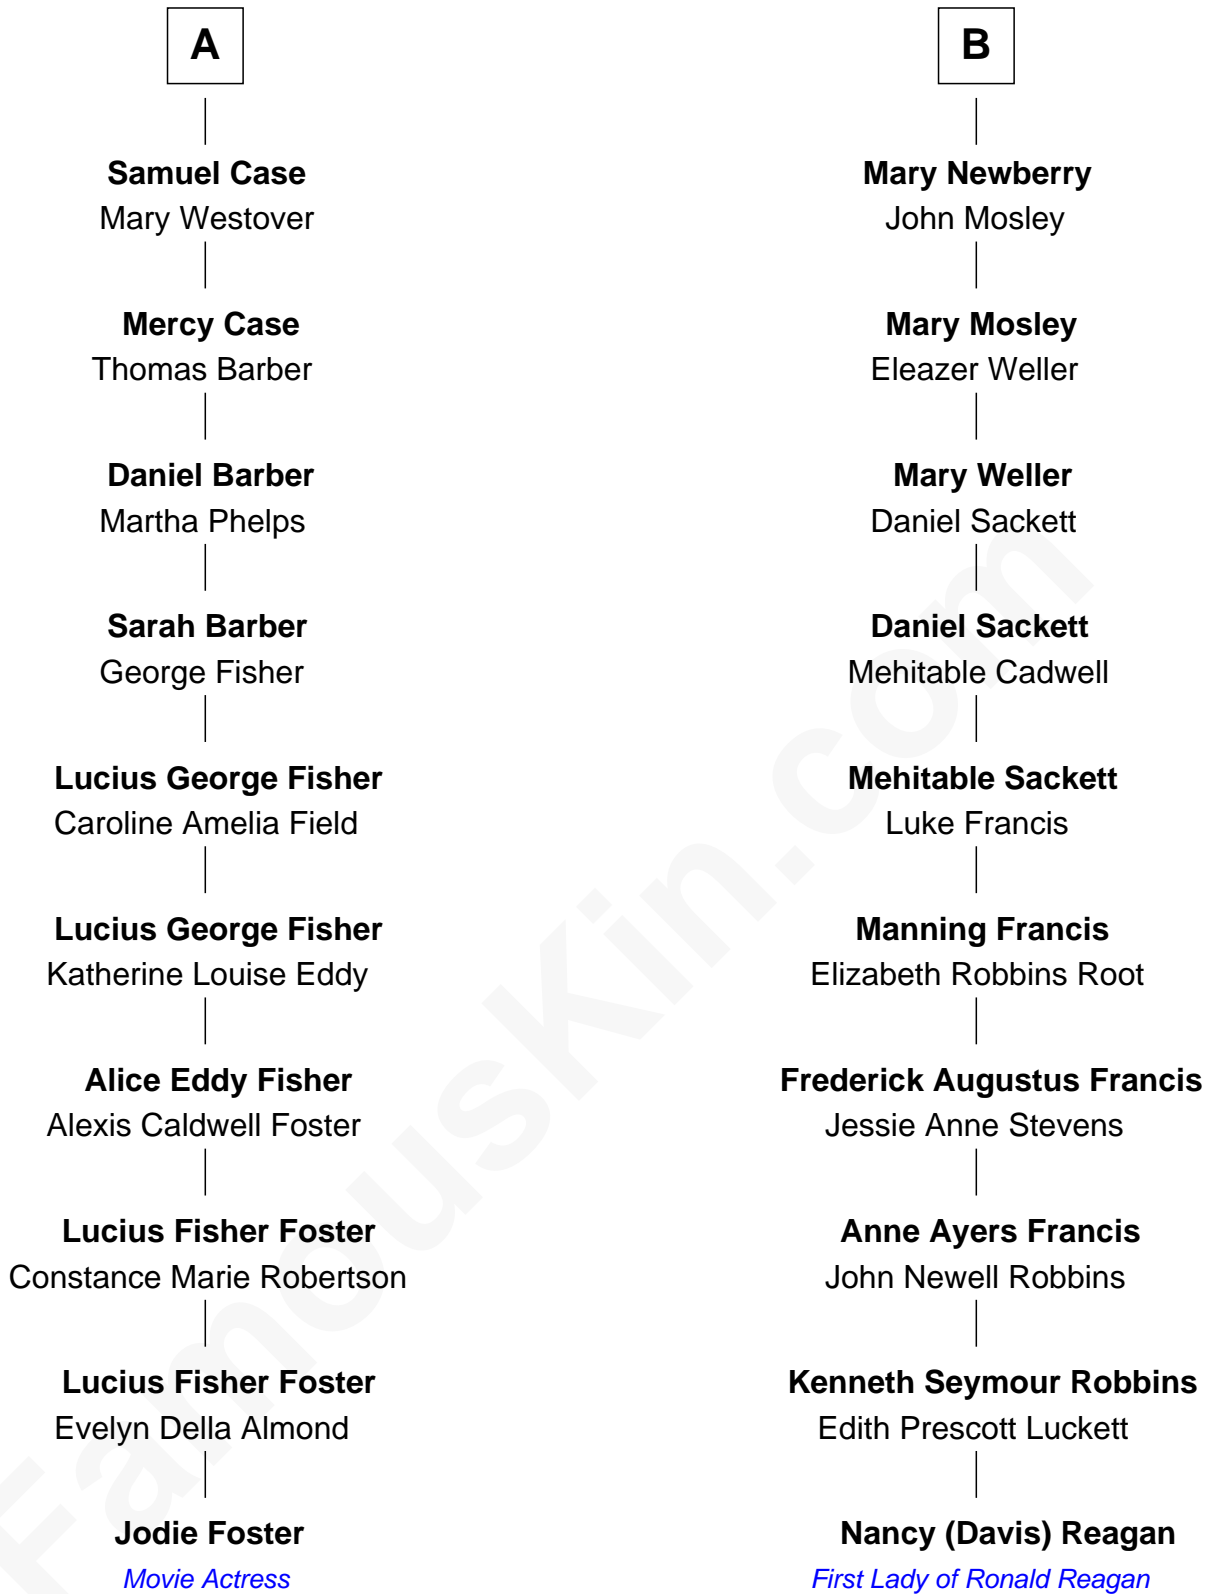 A
Samuel Case
Mary Westover
Mercy Case
Thomas Barber
Daniel Barber
Martha Phelps
Sarah Barber
George Fisher
Lucius George Fisher
Caroline Amelia Field
Lucius George Fisher
Katherine Louise Eddy
Alice Eddy Fisher
Alexis Caldwell Foster
Lucius Fisher Foster
Constance Marie Robertson
Lucius Fisher Foster
Evelyn Della Almond
Jodie Foster
Movie Actress
B
Mary Newberry
John Mosley
Mary Mosley
Eleazer Weller
Mary Weller
Daniel Sackett
Daniel Sackett
Mehitable Cadwell
Mehitable Sackett
Luke Francis
Manning Francis
Elizabeth Robbins Root
Frederick Augustus Francis
Jessie Anne Stevens
Anne Ayers Francis
John Newell Robbins
Kenneth Seymour Robbins
Edith Prescott Luckett
Nancy (Davis) Reagan
First Lady of Ronald Reagan
FamousKin.com